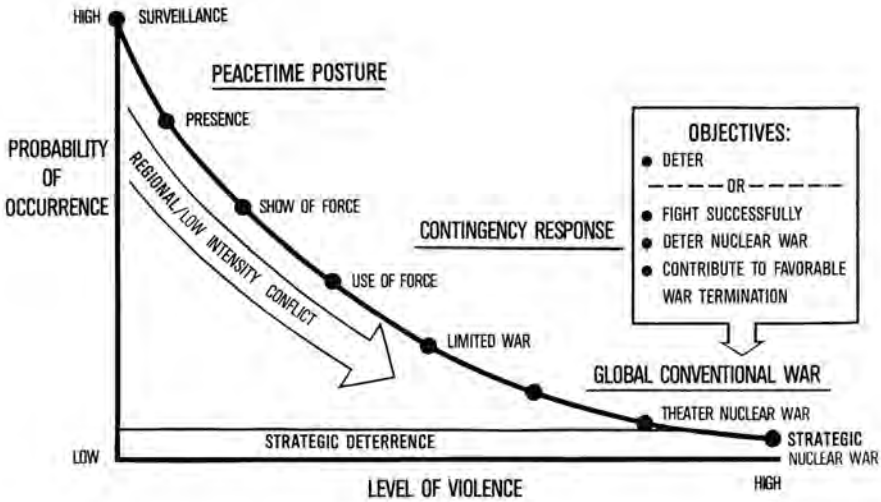 HIGH
SURVEILLANCE
PEACETIME POSTURE
PRESENCE
PROBABILITY
OF
OCCURRENCE
REGIONAL/LOW INTENSITY CONFLICT
SHOW OF FORCE
CONTINGENCY RESPONSE
USE OF FORCE
OBJECTIVES:
DETER
OR
FIGHT SUCCESSFULLY
DETER NUCLEAR WAR
CONTRIBUTE TO FAVORABLE
WAR TERMINATION
LIMITED WAR
GLOBAL CONVENTIONAL WAR
THEATER NUCLEAR WAR
STRATEGIC DETERRENCE
STRATEGIC
NUCLEAR WAR
LOW
HIGH
LEVEL OF VIOLENCE